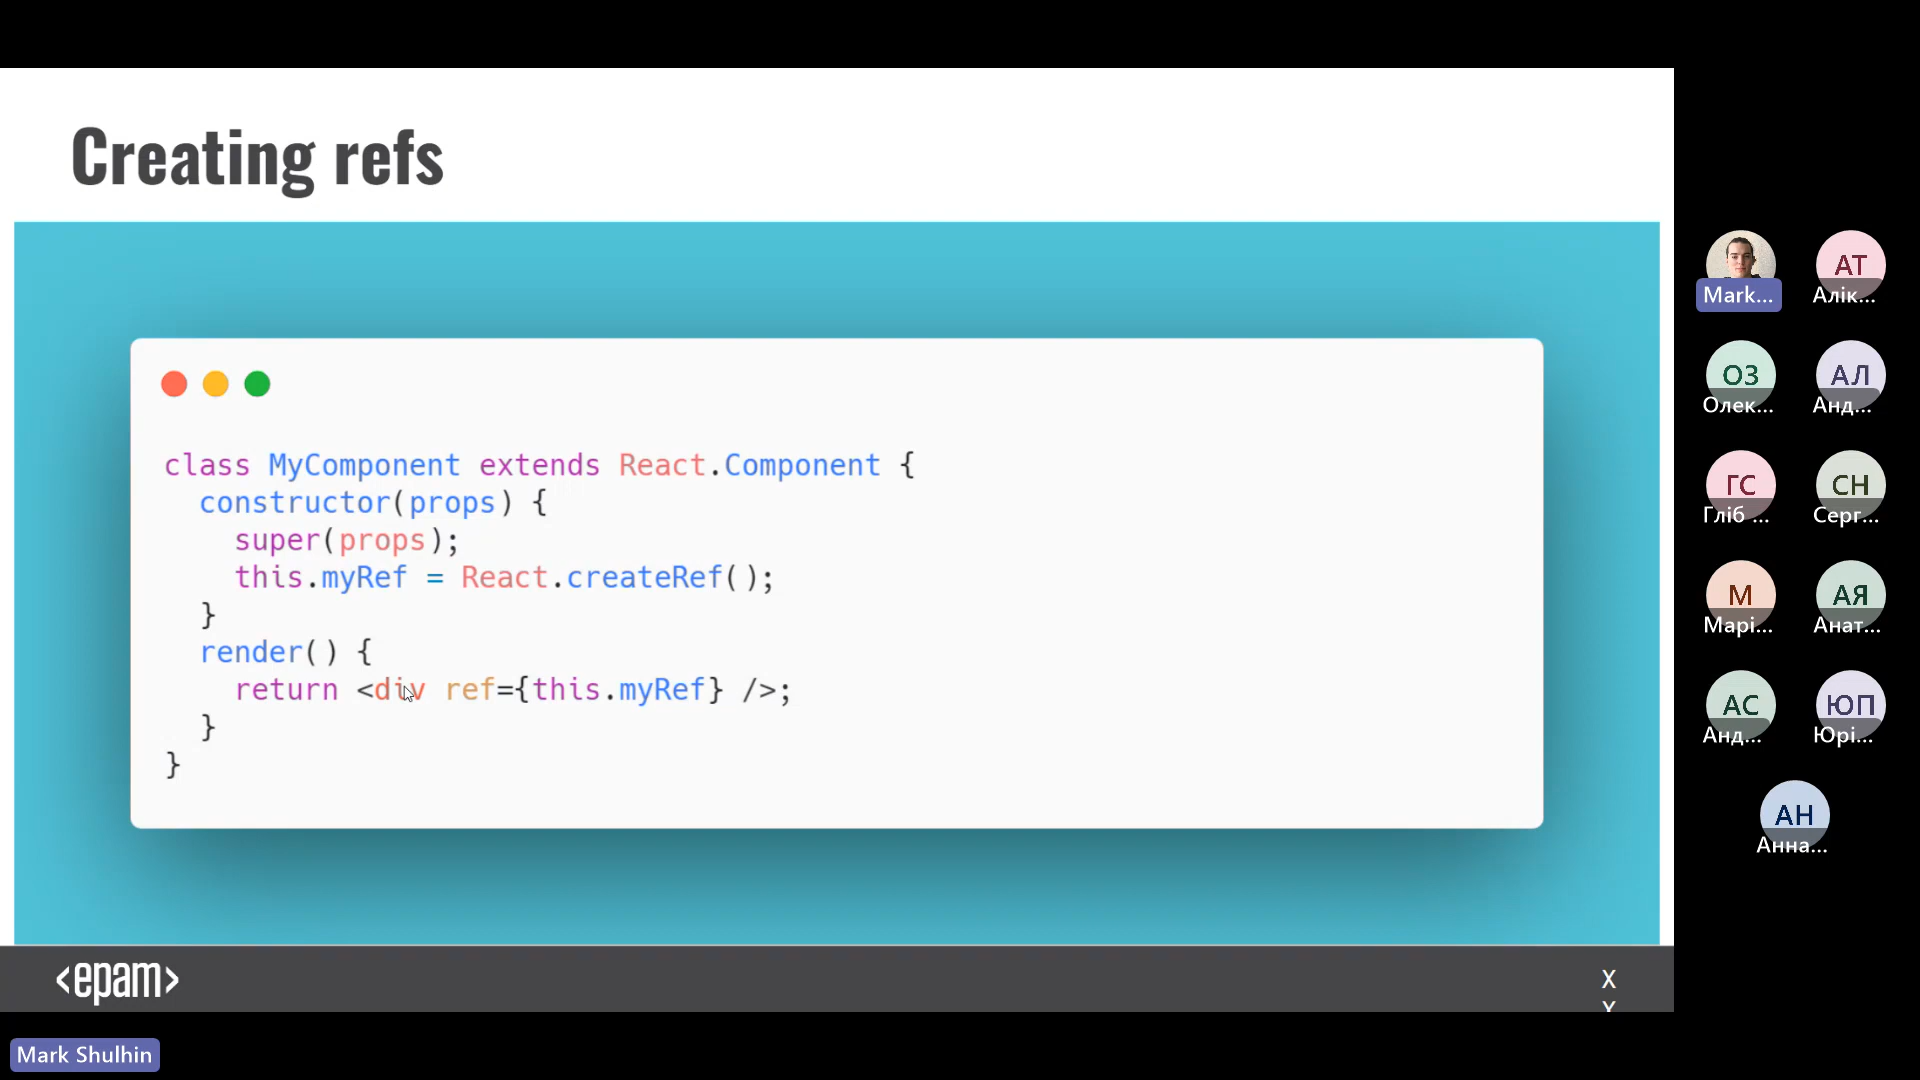 Creating refs
class MyComponent extends React.Component {
constructor(props) {
super(props);
this.myRef = React.createRef();
}
render() {
return <div ref={this.myRef} />;
}
}
<epam>
X
Y
Mark Shulhin
Mark...
АТ
Алік...
ОЗ
Олек...
АЛ
Анд...
ГС
Гліб ...
СН
Серг...
М
Марі...
АЯ
Анат...
АС
Анд...
ЮП
Юрі...
АН
Анна...